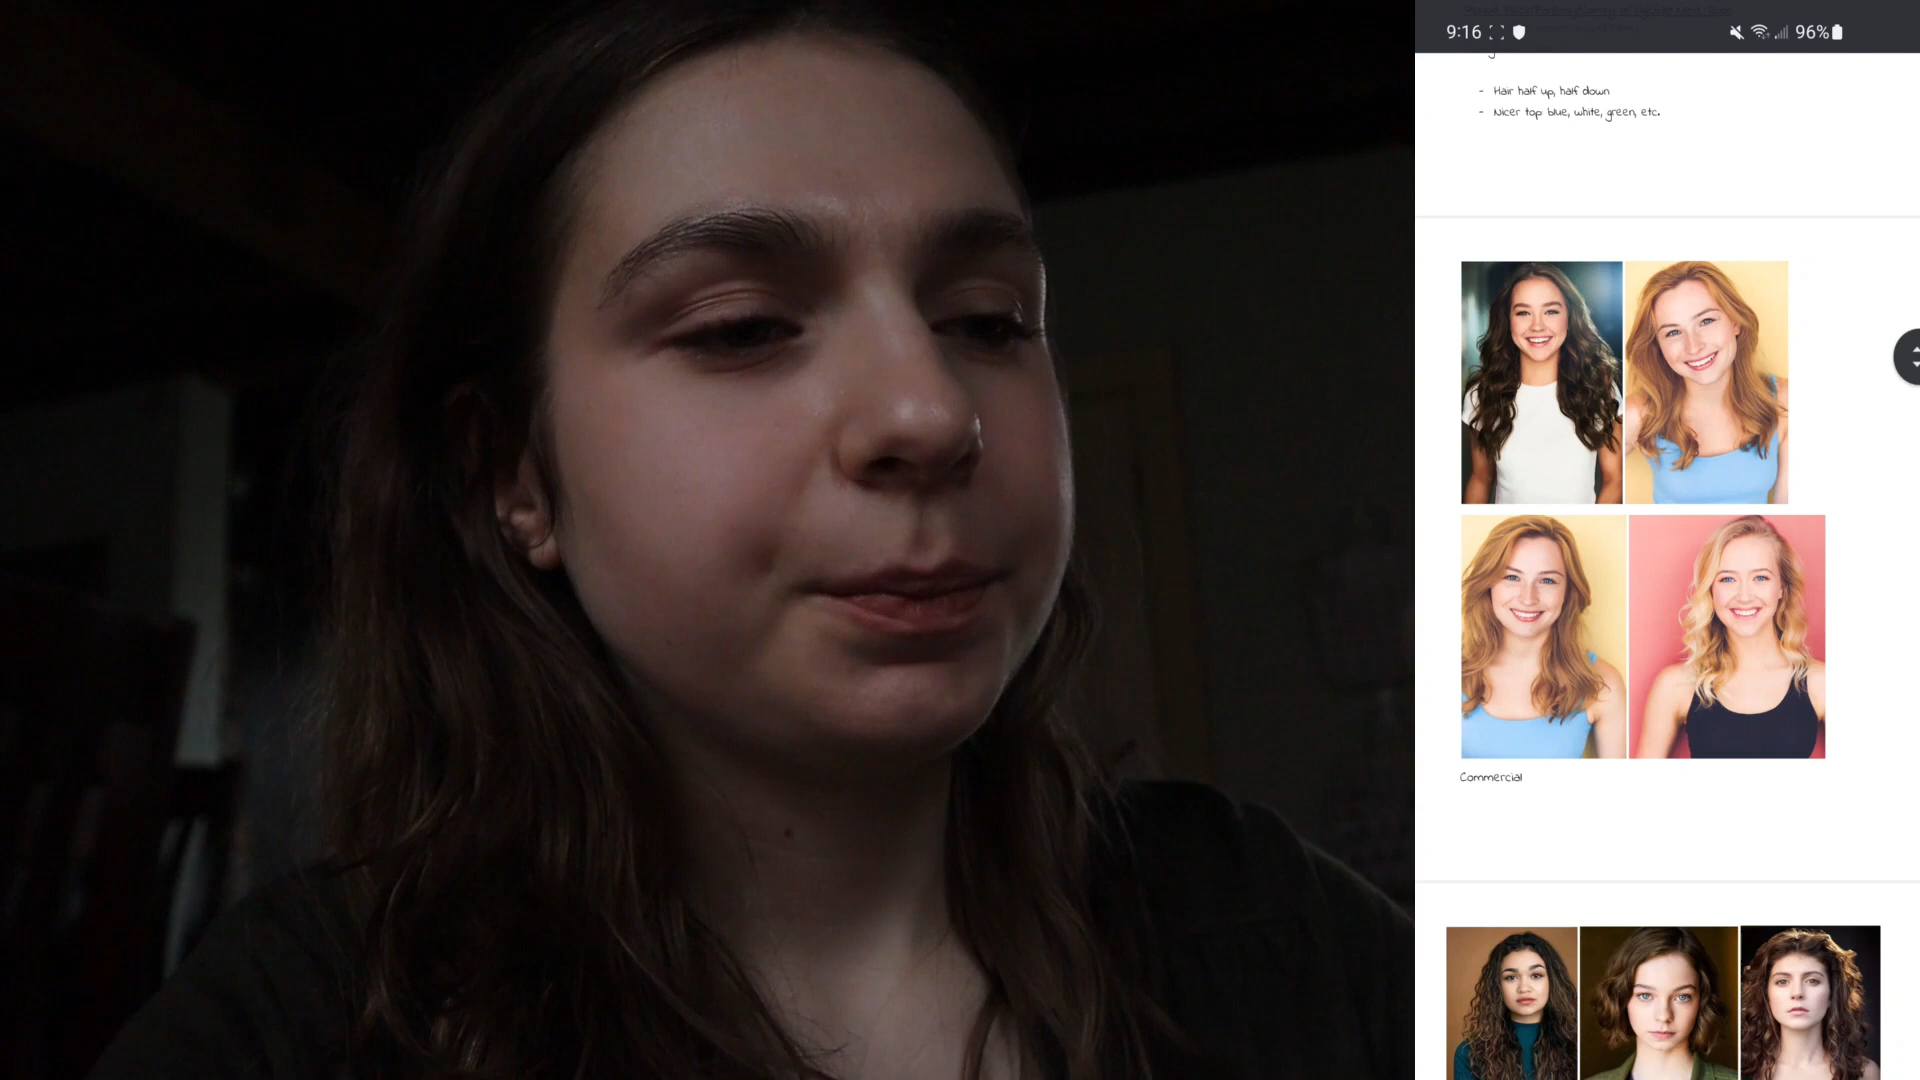 9:16
96%
- Hair half up, half down
- Nicer top: blue, white, green, etc.
Commercial